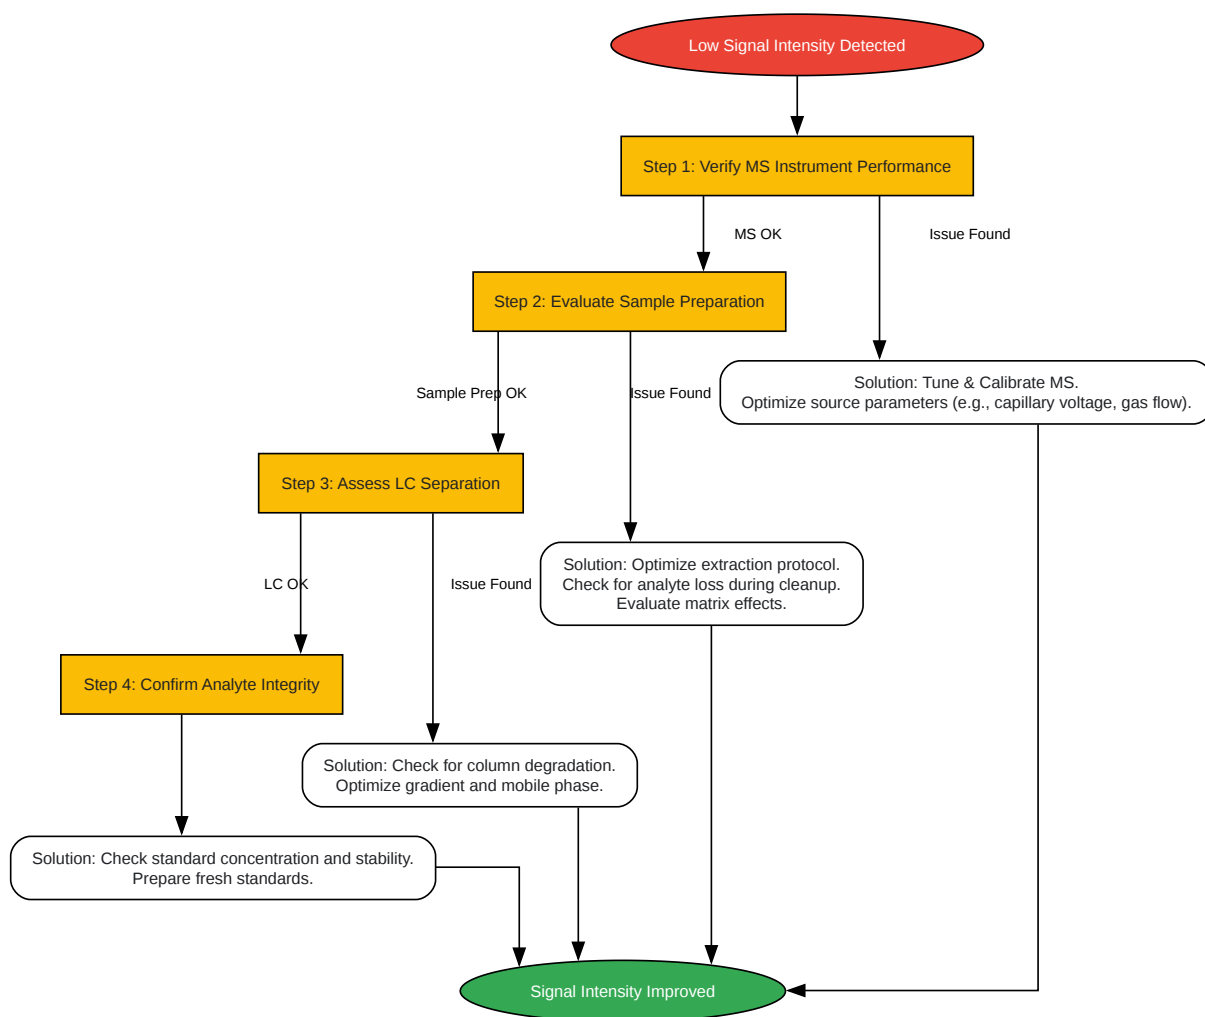 Low Signal Intensity Detected
Step 1: Verify MS Instrument Performance
MS OK
Issue Found
Step 2: Evaluate Sample Preparation
Solution: Tune & Calibrate MS.
Optimize source parameters (e.g., capillary voltage, gas flow).
Sample Prep OK
Issue Found
Step 3: Assess LC Separation
Solution: Optimize extraction protocol.
Check for analyte loss during cleanup.
Evaluate matrix effects.
LC OK
Issue Found
Step 4: Confirm Analyte Integrity
Solution: Check for column degradation.
Optimize gradient and mobile phase.
Solution: Check standard concentration and stability.
Prepare fresh standards.
Signal Intensity Improved